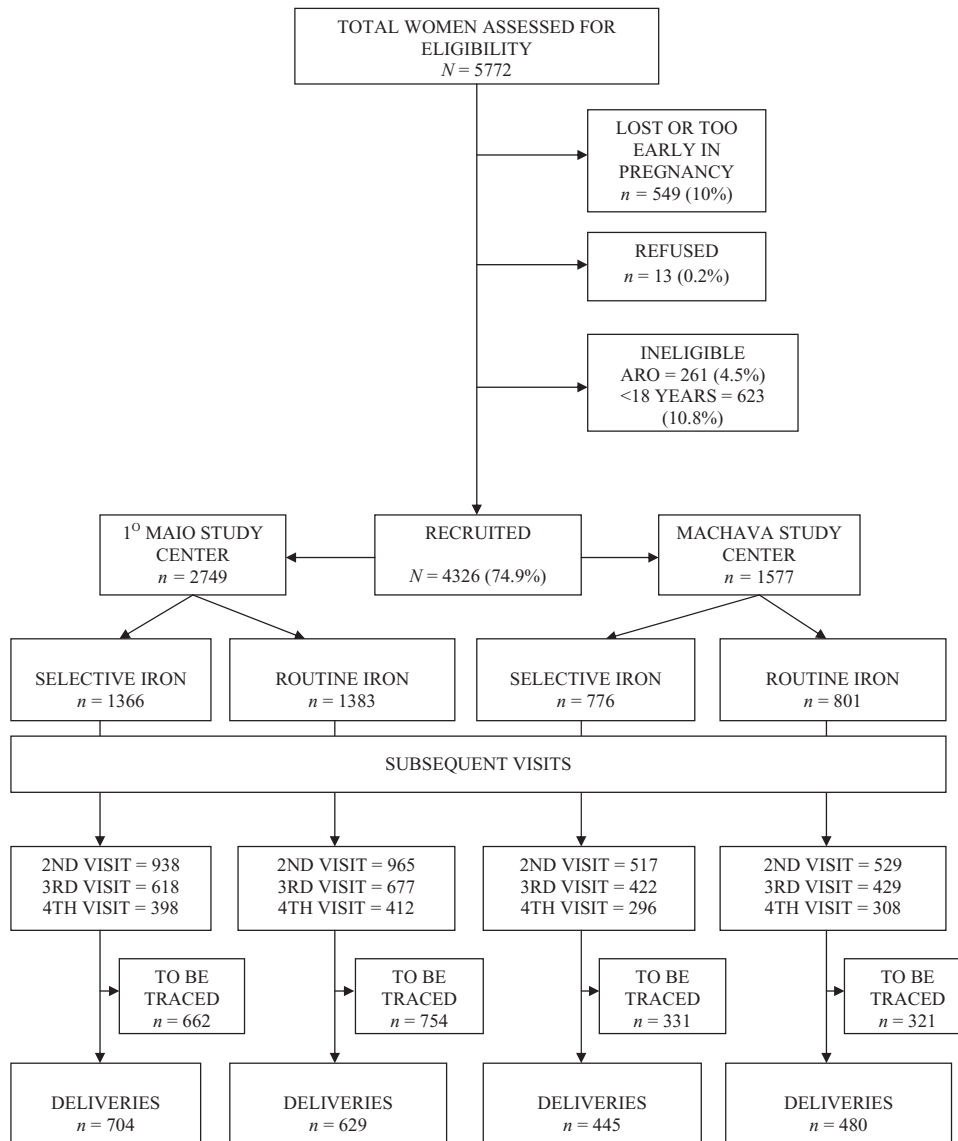 TOTAL WOMEN ASSESSED FOR
ELIGIBILITY
N = 5772
LOST OR TOO
EARLY IN
PREGNANCY
n = 549 (10%)
REFUSED
n = 13 (0.2%)
INELIGIBLE
ARO = 261 (4.5%)
<18 YEARS = 623
(10.8%)
1º MAIO STUDY
CENTER
n = 2749
RECRUITED
N = 4326 (74.9%)
MACHAVA STUDY
CENTER
n = 1577
SELECTIVE IRON
n = 1366
ROUTINE IRON
n = 1383
SELECTIVE IRON
n = 776
ROUTINE IRON
n = 801
SUBSEQUENT VISITS
2ND VISIT = 938
3RD VISIT = 618
4TH VISIT = 398
2ND VISIT = 965
3RD VISIT = 677
4TH VISIT = 412
2ND VISIT = 517
3RD VISIT = 422
4TH VISIT = 296
2ND VISIT = 529
3RD VISIT = 429
4TH VISIT = 308
TO BE
TRACED
n = 662
TO BE
TRACED
n = 754
TO BE
TRACED
n = 331
TO BE
TRACED
n = 321
DELIVERIES
n = 704
DELIVERIES
n = 629
DELIVERIES
n = 445
DELIVERIES
n = 480